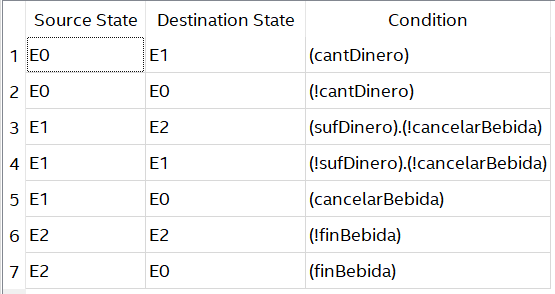 Source State Destination State Condition
1 E0 E1 (cantDinero)
2 E0 E0 (!cantDinero)
3 E1 E2 (sufDinero).(!cancelarBebida)
4 E1 E1 (!sufDinero).(!cancelarBebida)
5 E1 E0 (cancelarBebida)
6 E2 E2 (!finBebida)
7 E2 E0 (finBebida)